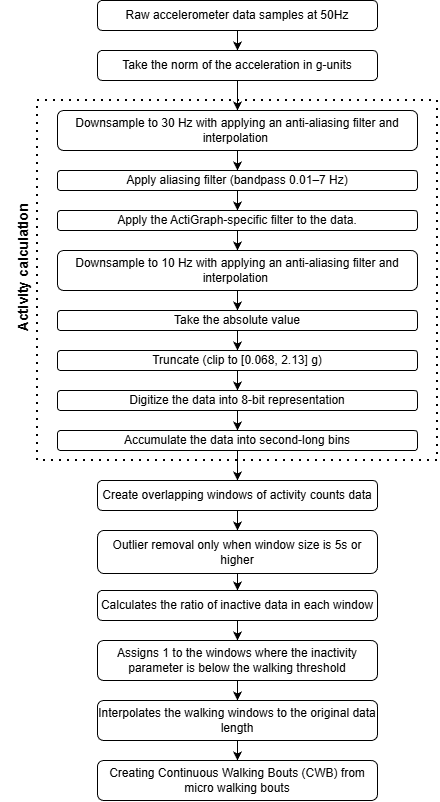 Raw accelerometer data samples at 50Hz
Take the norm of the acceleration in g-units
Activity calculation
Downsample to 30 Hz with applying an anti-aliasing filter and
interpolation
Apply aliasing filter (bandpass 0.01–7 Hz)
Apply the ActiGraph-specific filter to the data.
Downsample to 10 Hz with applying an anti-aliasing filter and
interpolation
Take the absolute value
Truncate (clip to [0.068, 2.13] g)
Digitize the data into 8-bit representation
Accumulate the data into second-long bins
Create overlapping windows of activity counts data
Outlier removal only when window size is 5s or
higher
Calculates the ratio of inactive data in each window
Assigns 1 to the windows where the inactivity
parameter is below the walking threshold
Interpolates the walking windows to the original data
length
Creating Continuous Walking Bouts (CWB) from
micro walking bouts